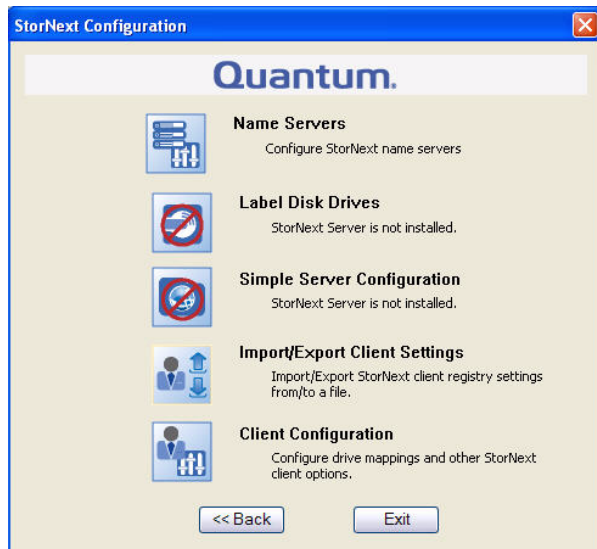 StorNext Configuration
Quantum.
Name Servers
Configure StorNext name servers
Label Disk Drives
StorNext Server is not installed.
Simple Server Configuration
StorNext Server is not installed.
Import/Export Client Settings
Import/Export StorNext client registry settings
from/to a file.
Client Configuration
Configure drive mappings and other StorNext
client options.
<< Back
Exit